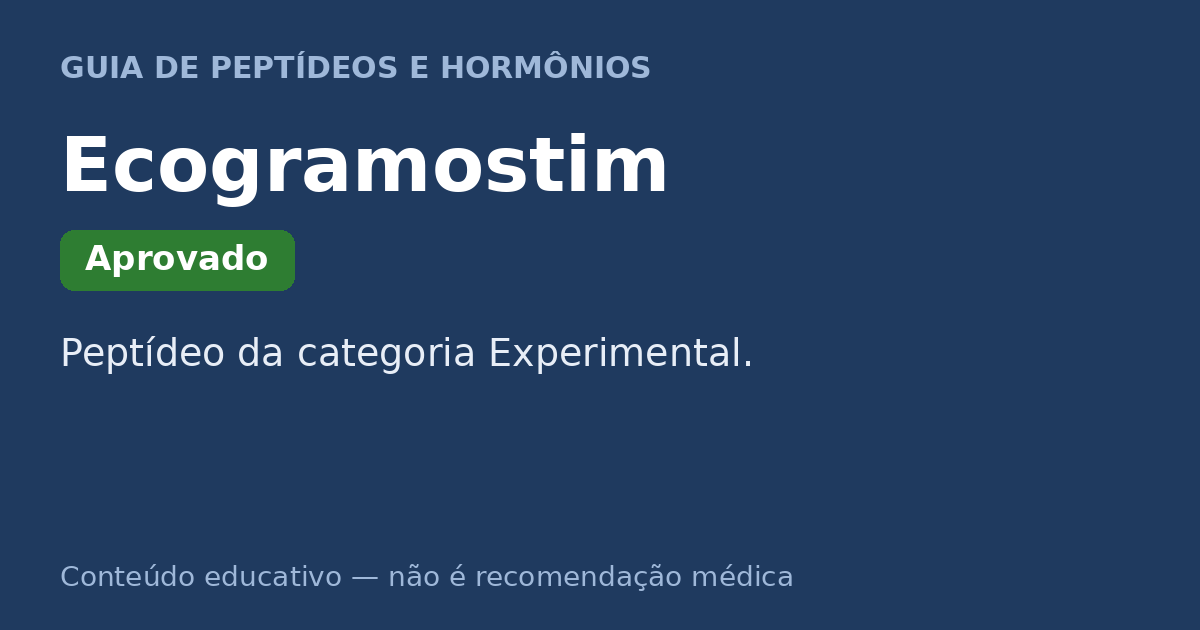 GUIA DE PEPTÍDEOS E HORMÔNIOS
Ecogramostim
Aprovado
Peptídeo da categoria Experimental.
Conteúdo educativo — não é recomendação médica